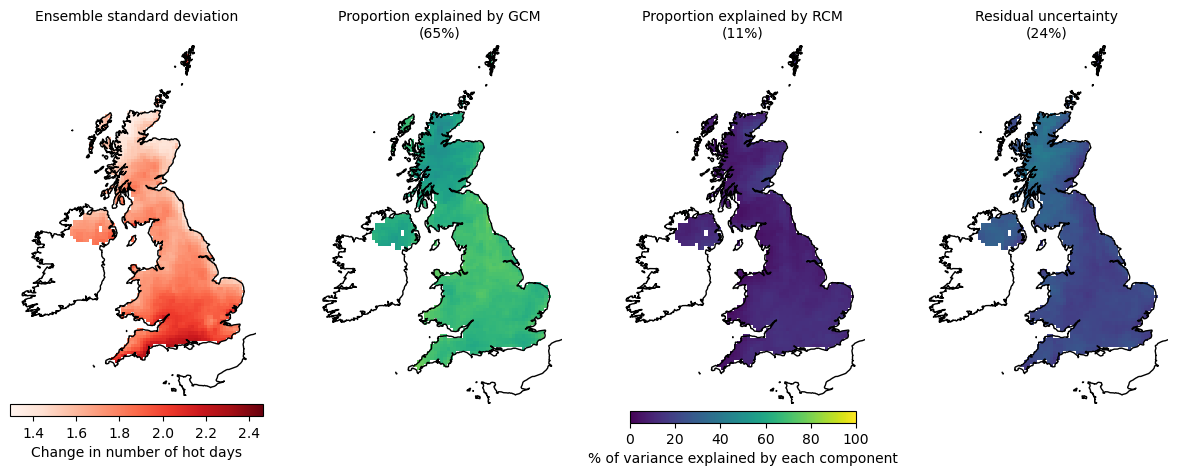 Ensemble standard deviation
Proportion explained by GCM
(65%)
Proportion explained by RCM
(11%)
Residual uncertainty
(24%)
1.4 1.6 1.8 2.0 2.2 2.4
Change in number of hot days
0 20 40 60 80 100
% of variance explained by each component